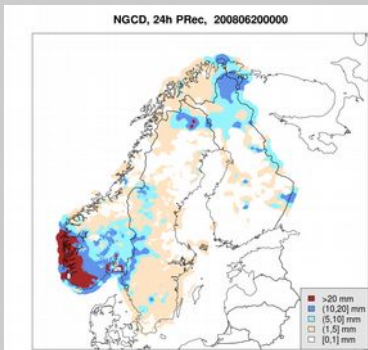 NGCD, 24h PRec, 200806200000
>20 mm
(10,20] mm
(5,10] mm
(1,5] mm
[0,1] mm